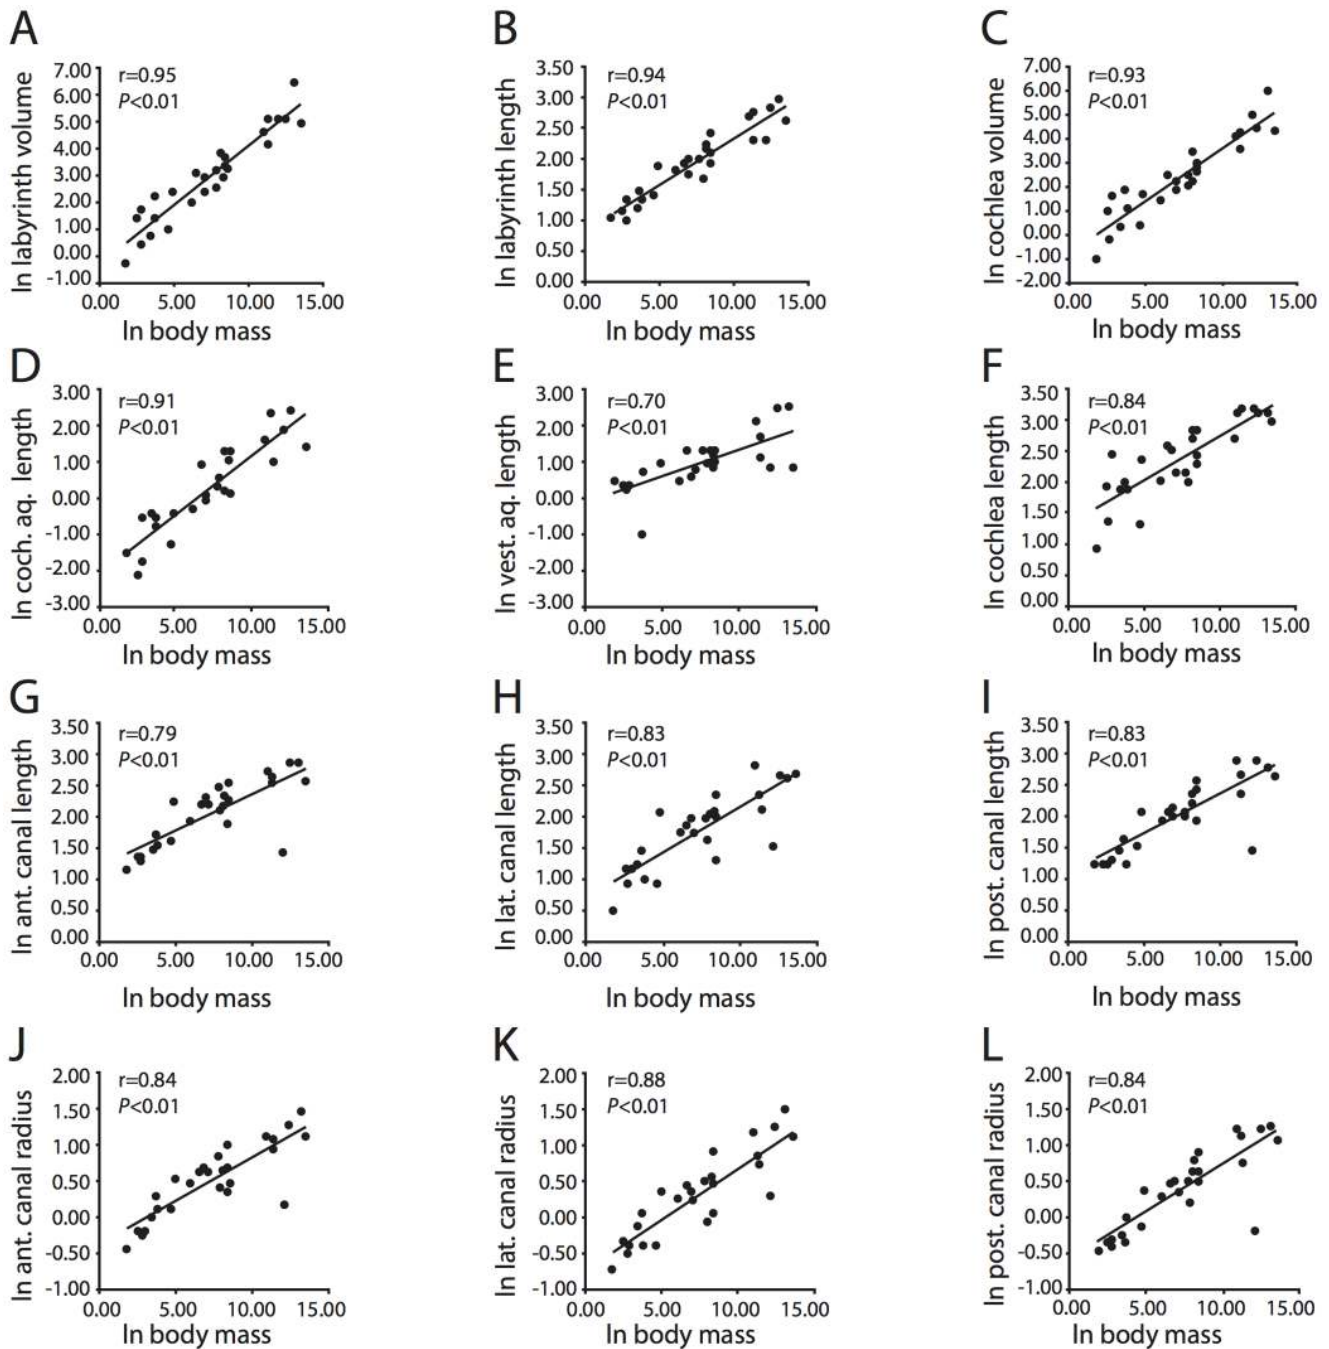 A
r=0.95
P<0.01
ln labyrinth volume
7.00
6.00
5.00
4.00
3.00
2.00
1.00
0.00
-1.00
0.00 5.00 10.00 15.00
ln body mass
B
r=0.94
P<0.01
ln labyrinth length
3.50
3.00
2.50
2.00
1.50
1.00
0.50
0.00
0.00 5.00 10.00 15.00
ln body mass
C
r=0.93
P<0.01
ln cochlea volume
7.00
6.00
5.00
4.00
3.00
2.00
1.00
0.00
-1.00
-2.00
0.00 5.00 10.00 15.00
ln body mass
D
r=0.91
P<0.01
ln coch. aq. length
3.00
2.00
1.00
0.00
-1.00
-2.00
-3.00
0.00 5.00 10.00 15.00
ln body mass
E
r=0.70
P<0.01
ln vest. aq. length
3.00
2.00
1.00
0.00
-1.00
-2.00
-3.00
0.00 5.00 10.00 15.00
ln body mass
F
r=0.84
P<0.01
ln cochlea length
3.50
3.00
2.50
2.00
1.50
1.00
0.50
0.00
0.00 5.00 10.00 15.00
ln body mass
G
r=0.79
P<0.01
ln ant. canal length
3.50
3.00
2.50
2.00
1.50
1.00
0.50
0.00
0.00 5.00 10.00 15.00
ln body mass
H
r=0.83
P<0.01
ln lat. canal length
3.50
3.00
2.50
2.00
1.50
1.00
0.50
0.00
0.00 5.00 10.00 15.00
ln body mass
I
r=0.83
P<0.01
ln post. canal length
3.50
3.00
2.50
2.00
1.50
1.00
0.50
0.00
0.00 5.00 10.00 15.00
ln body mass
J
r=0.84
P<0.01
ln ant. canal radius
2.00
1.50
1.00
0.50
0.00
-0.50
-1.00
0.00 5.00 10.00 15.00
ln body mass
K
r=0.88
P<0.01
ln lat. canal radius
2.00
1.50
1.00
0.50
0.00
-0.50
-1.00
0.00 5.00 10.00 15.00
ln body mass
L
r=0.84
P<0.01
ln post. canal radius
2.00
1.50
1.00
0.50
0.00
-0.50
-1.00
0.00 5.00 10.00 15.00
ln body mass